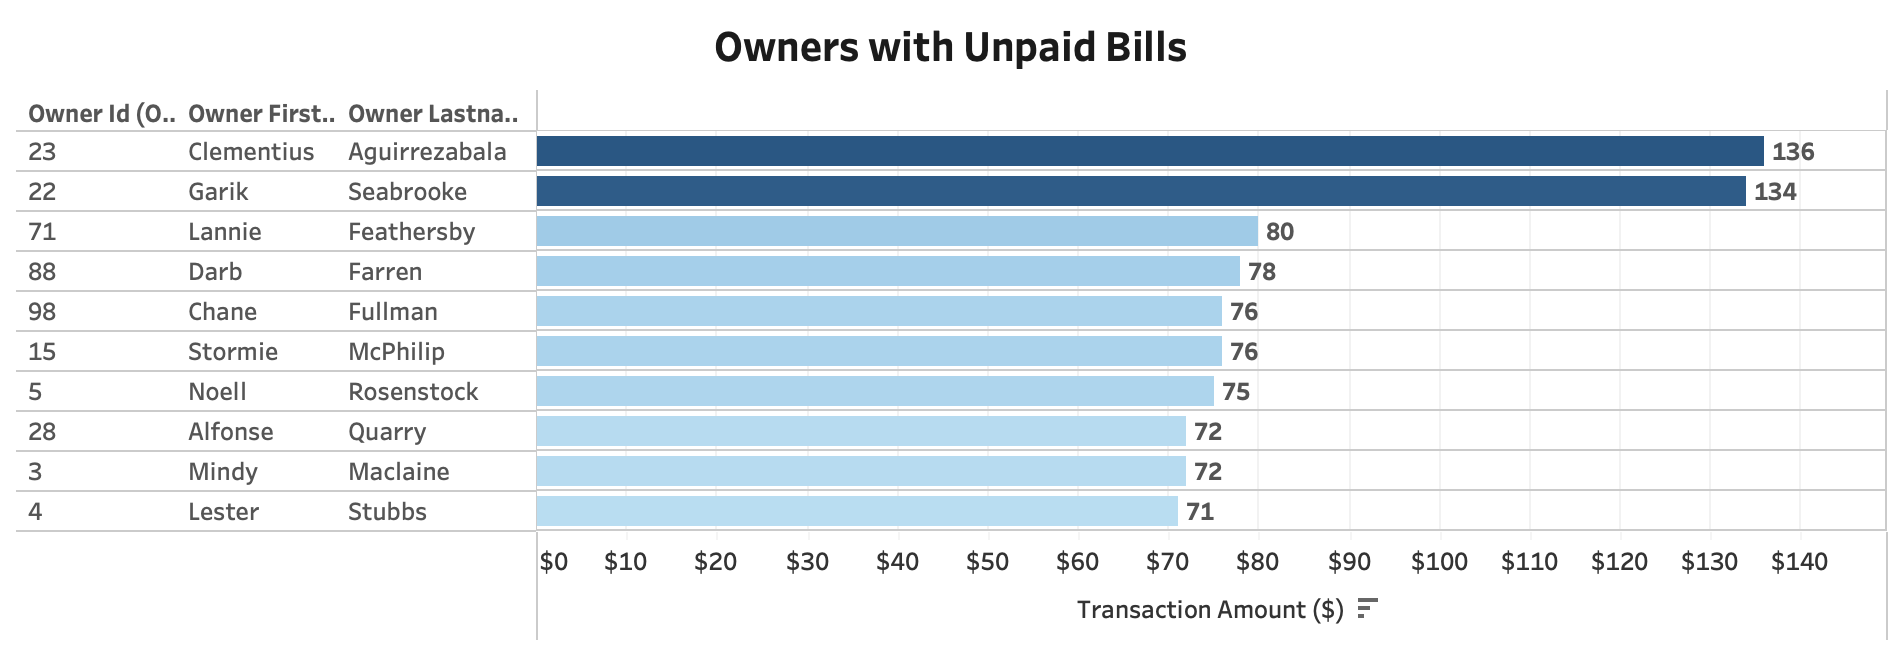 Owners with Unpaid Bills
Owner Id (O.. Owner First.. Owner Lastna..
23 Clementius Aguirrezabala 136
22 Garik Seabrooke 134
71 Lannie Feathersby 80
88 Darb Farren 78
98 Chane Fullman 76
15 Stormie McPhilip 76
5 Noell Rosenstock 75
28 Alfonse Quarry 72
3 Mindy Maclaine 72
4 Lester Stubbs 71
$0 $10 $20 $30 $40 $50 $60 $70 $80 $90 $100 $110 $120 $130 $140
Transaction Amount ($)